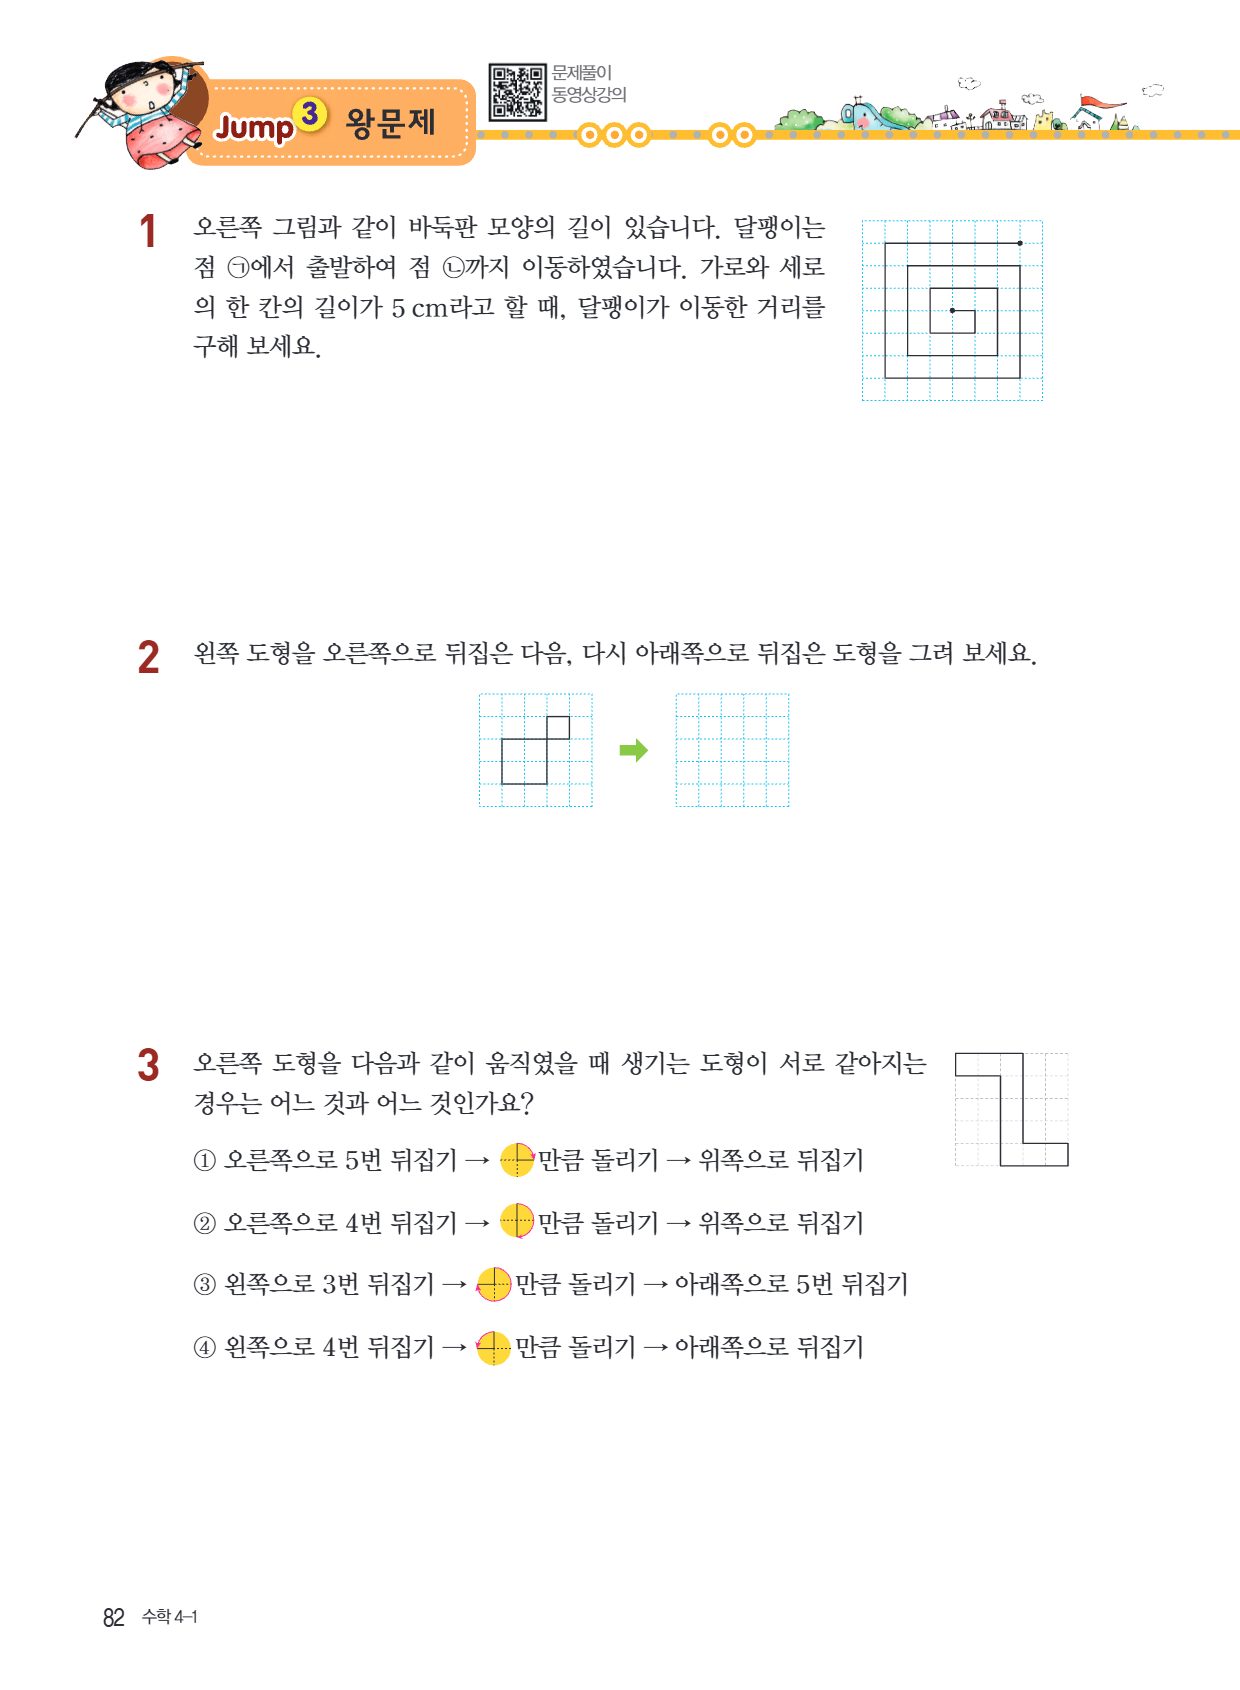 Jump 3 왕문제
문제풀이
동영상강의
1 오른쪽 그림과 같이 바둑판 모양의 길이 있습니다. 달팽이는
점 ㉠에서 출발하여 점 ㉡까지 이동하였습니다. 가로와 세로
의 한 칸의 길이가 5 cm라고 할 때, 달팽이가 이동한 거리를
구해 보세요.
2 왼쪽 도형을 오른쪽으로 뒤집은 다음, 다시 아래쪽으로 뒤집은 도형을 그려 보세요.
3 오른쪽 도형을 다음과 같이 움직였을 때 생기는 도형이 서로 같아지는
경우는 어느 것과 어느 것인가요?
① 오른쪽으로 5번 뒤집기 → 만큼 돌리기 → 위쪽으로 뒤집기
② 오른쪽으로 4번 뒤집기 → 만큼 돌리기 → 위쪽으로 뒤집기
③ 왼쪽으로 3번 뒤집기 → 만큼 돌리기 → 아래쪽으로 5번 뒤집기
④ 왼쪽으로 4번 뒤집기 → 만큼 돌리기 → 아래쪽으로 뒤집기
82 수학 4-1